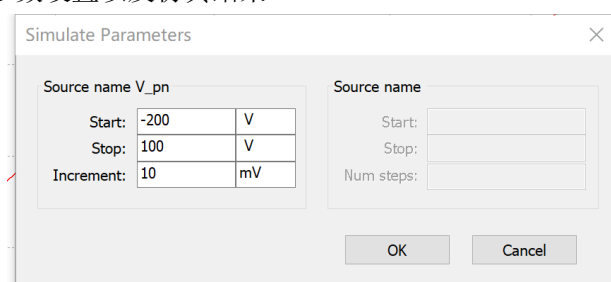 Simulate Parameters
Source name V_pn
Start: -200 V
Stop: 100 V
Increment: 10 mV
Source name
Start:
Stop:
Num steps:
OK
Cancel